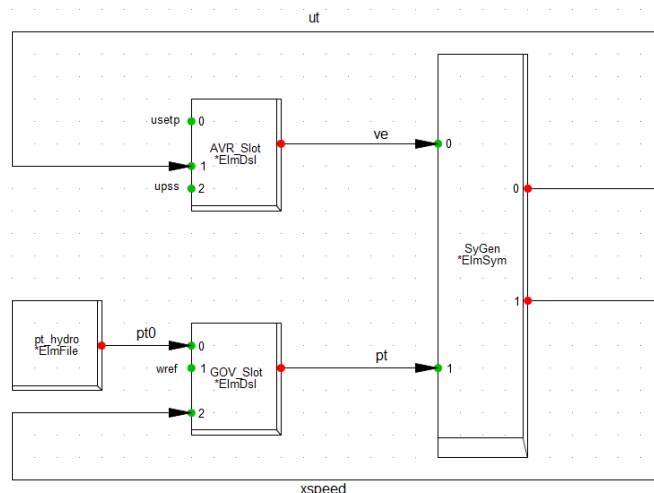 ut
usetp 0
AVR_Slot
*ElmDsl
1
upss 2
ve
0
0
SyGen
*ElmSym
1
pt_hydro
*ElmFile
pt0
0
wref 1
GOV_Slot
*ElmDsl
2
pt
1
xspeed